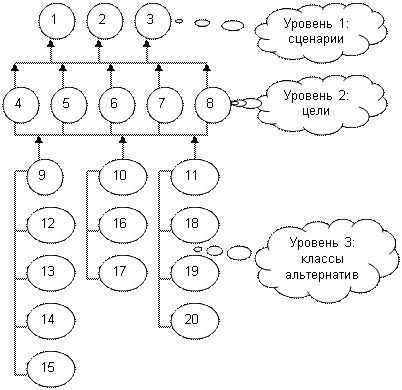 1 2 3
Уровень 1:
сценарии
4 5 6 7 8
Уровень 2:
цели
9 10 11
12 16 18
Уровень 3:
классы
альтернатив
13 17 19
14 20
15